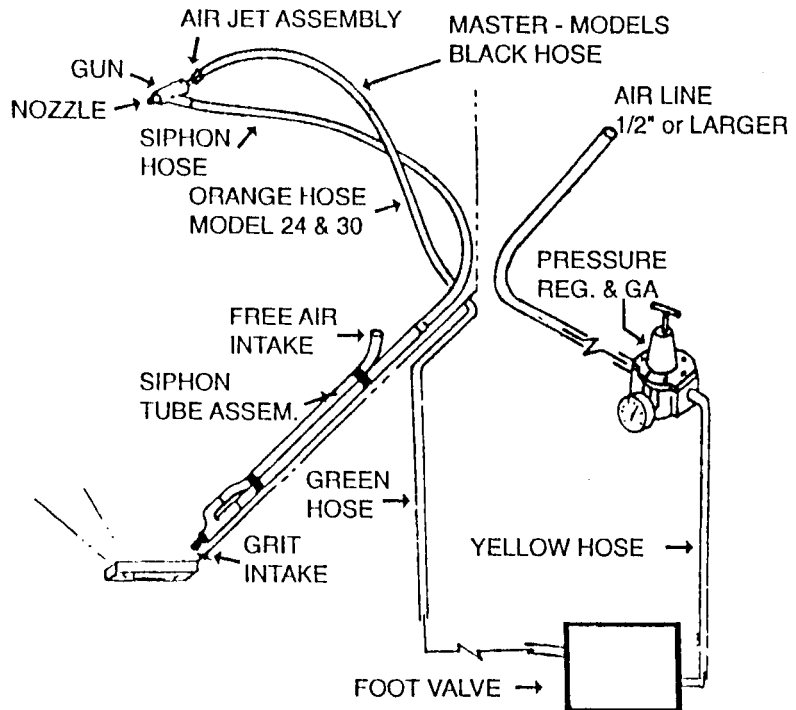 AIR JET ASSEMBLY
MASTER - MODELS
BLACK HOSE
GUN
NOZZLE
SIPHON
HOSE
AIR LINE
1/2" or LARGER
ORANGE HOSE
MODEL 24 & 30
PRESSURE
REG. & GA
FREE AIR
INTAKE
SIPHON
TUBE ASSEM.
GREEN
HOSE
YELLOW HOSE
GRIT
INTAKE
FOOT VALVE